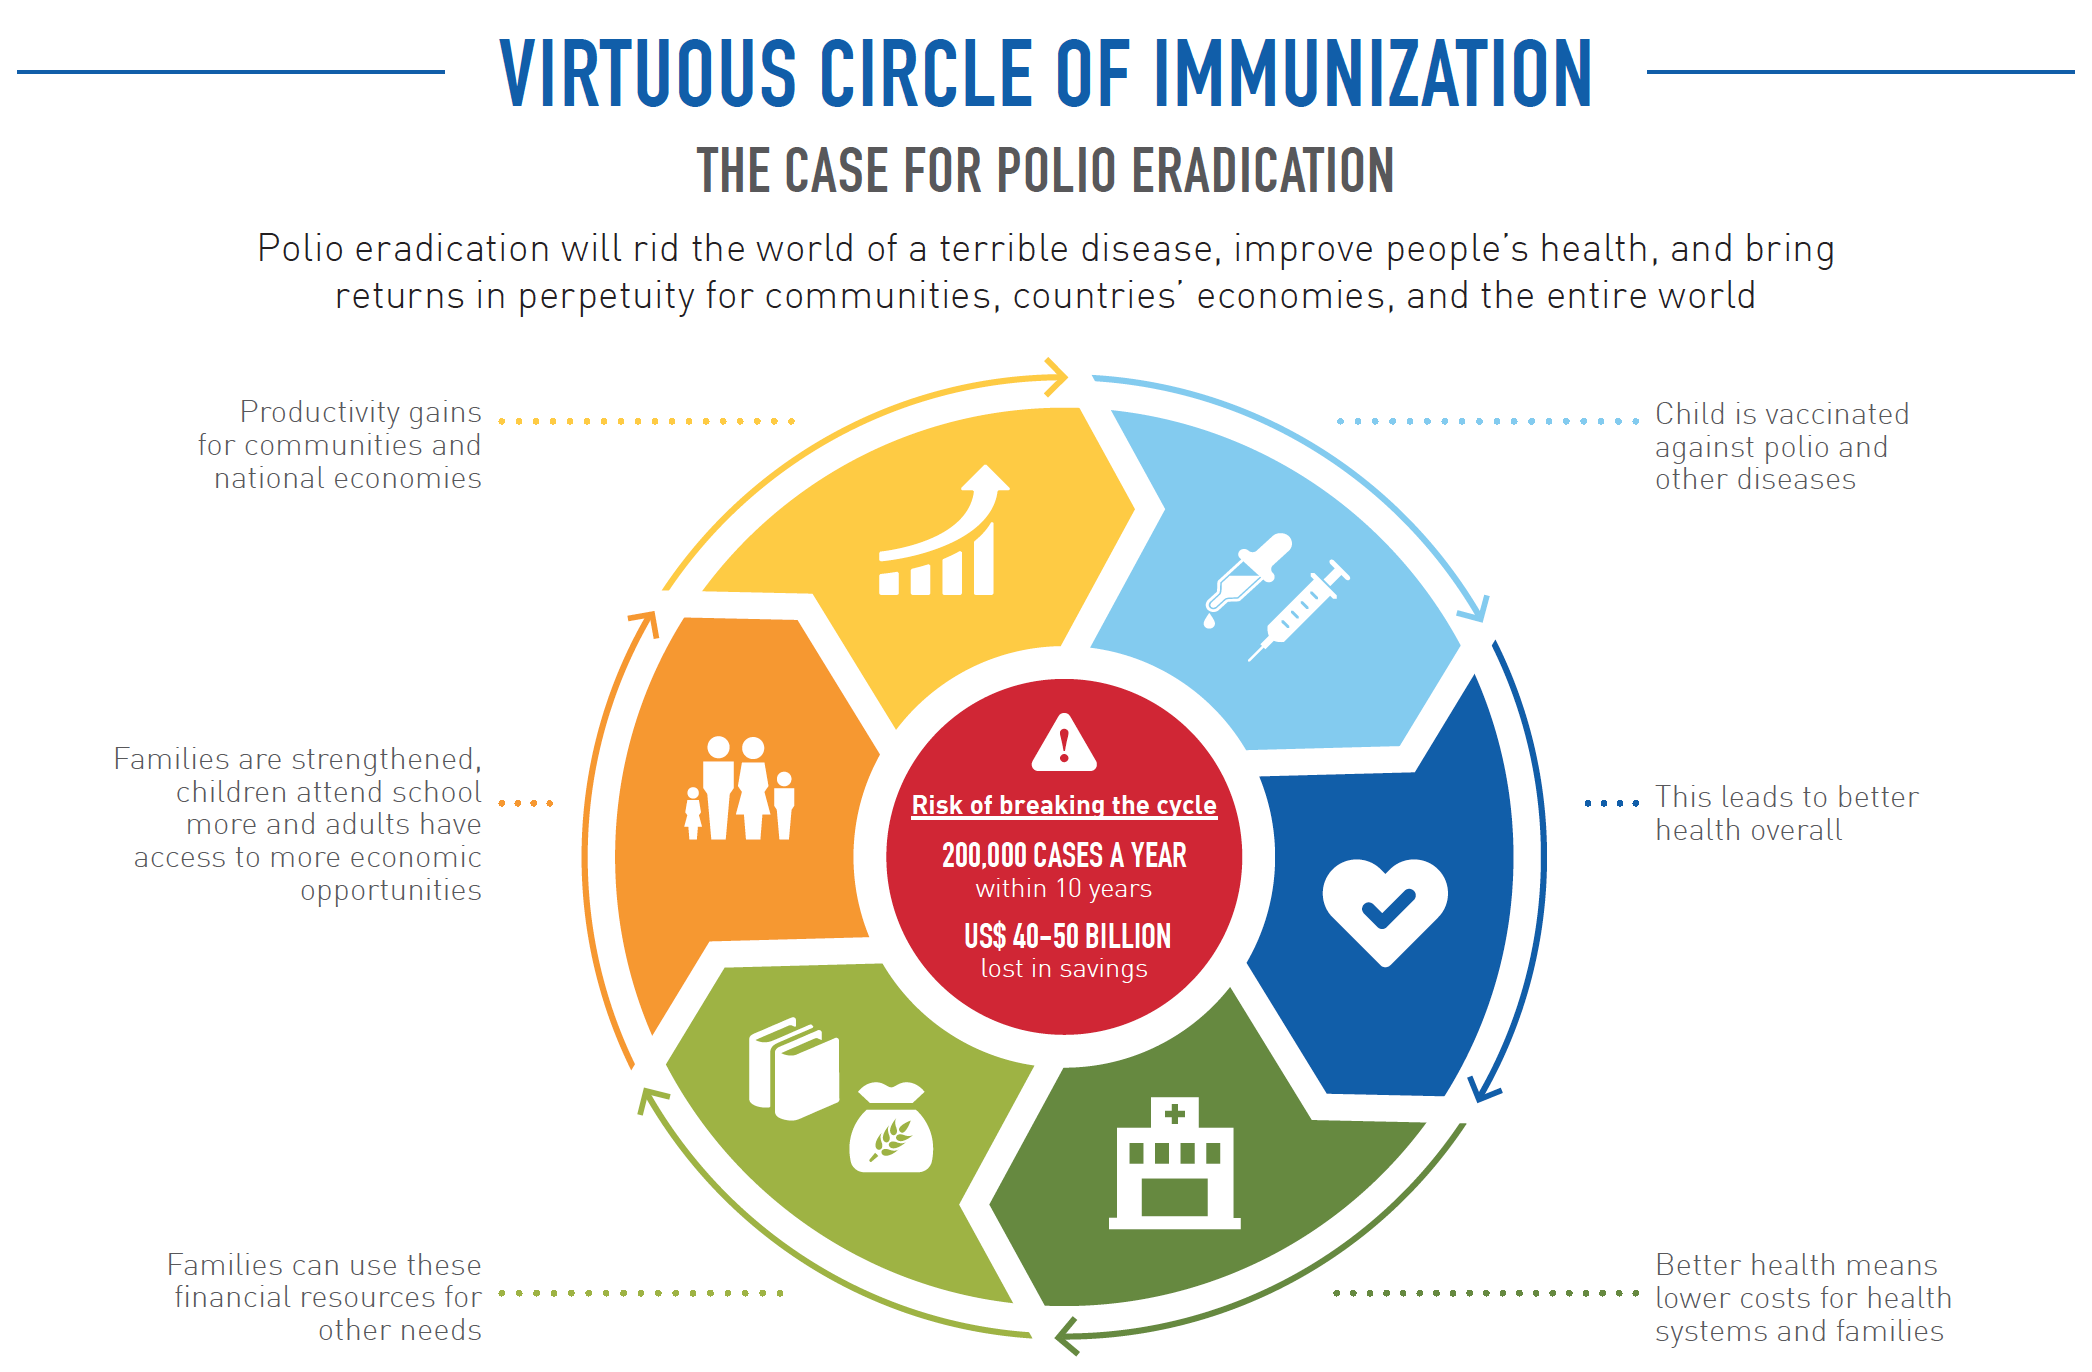 VIRTUOUS CIRCLE OF IMMUNIZATION
THE CASE FOR POLIO ERADICATION
Polio eradication will rid the world of a terrible disease, improve people’s health, and bring
returns in perpetuity for communities, countries’ economies, and the entire world
Productivity gains
for communities and
national economies
Child is vaccinated
against polio and
other diseases
Families are strengthened,
children attend school
more and adults have
access to more economic
opportunities
Risk of breaking the cycle
200,000 CASES A YEAR
within 10 years
US$ 40-50 BILLION
lost in savings
This leads to better
health overall
Families can use these
financial resources for
other needs
Better health means
lower costs for health
systems and families